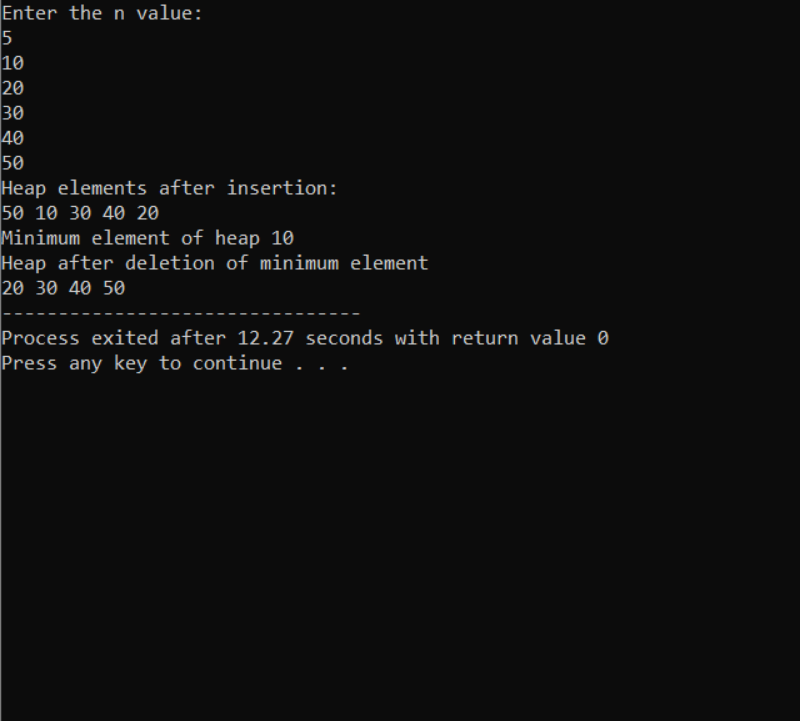 Enter the n value:
5
10
20
30
40
50
Heap elements after insertion:
50 10 30 40 20
Minimum element of heap 10
Heap after deletion of minimum element
20 30 40 50
--------------------------------
Process exited after 12.27 seconds with return value 0
Press any key to continue . . .